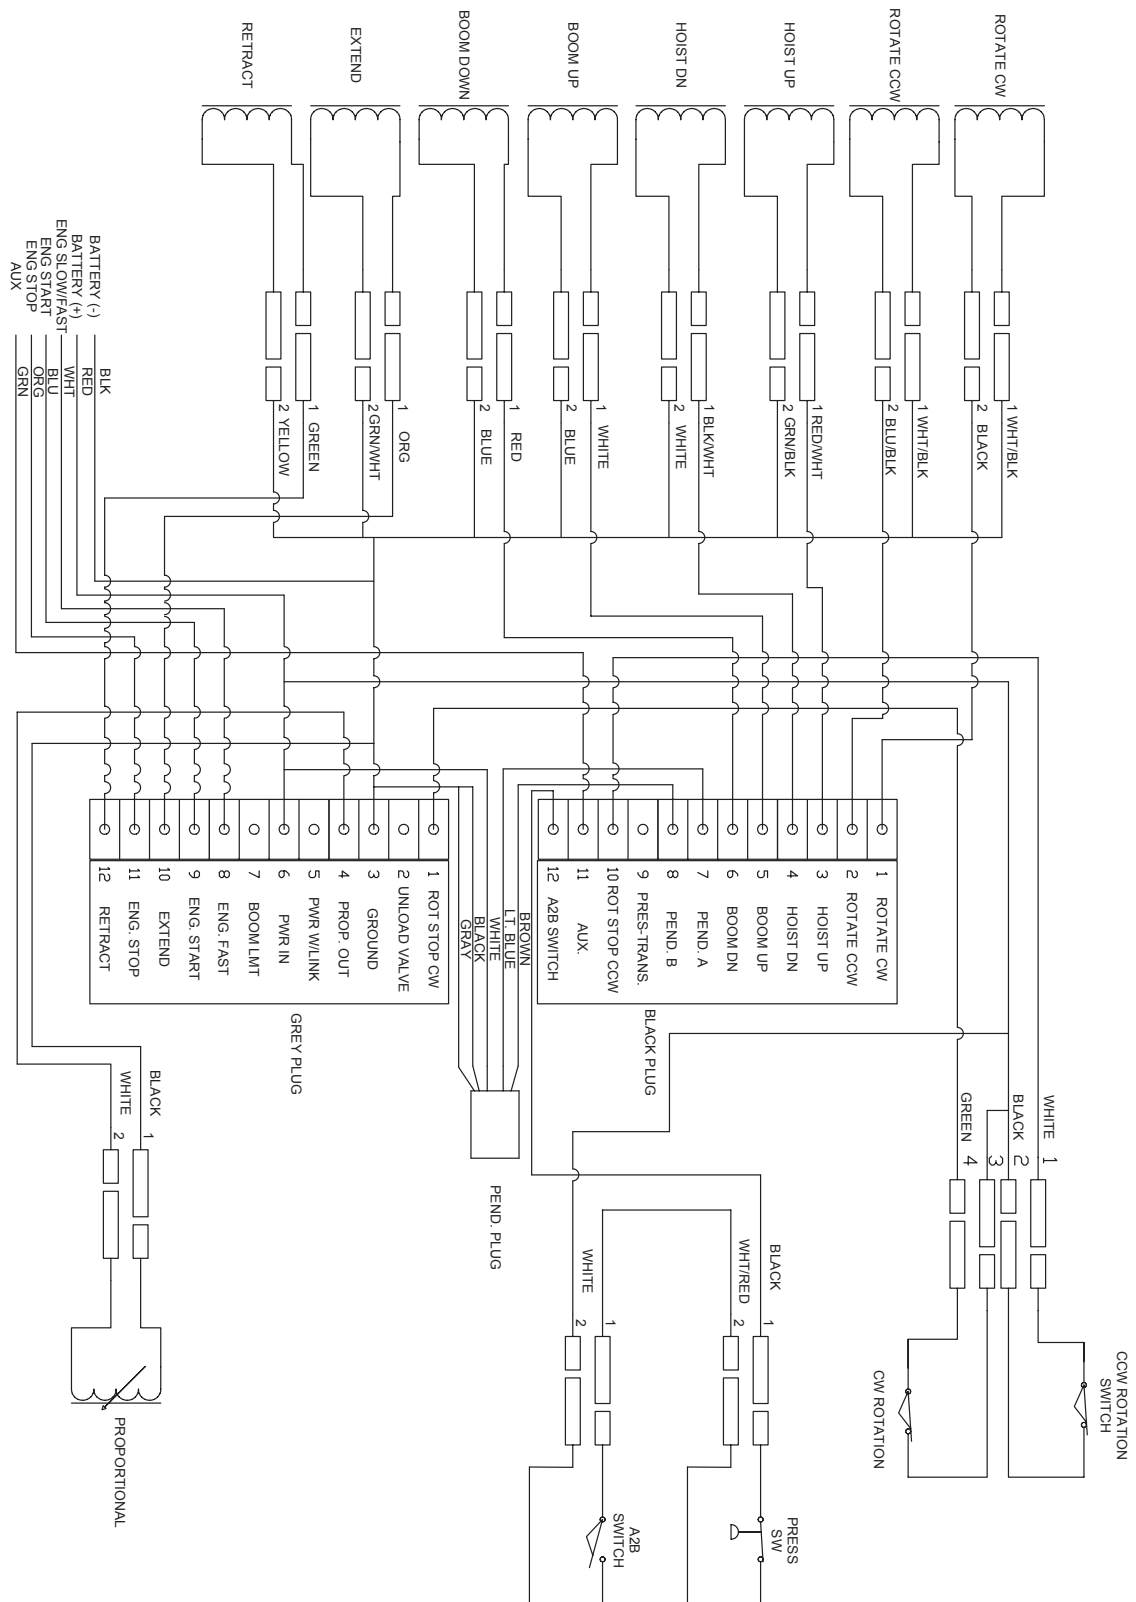 RETRACT
EXTEND
BOOM DOWN
BOOM UP
HOIST DN
HOIST UP
ROTATE CCW
ROTATE CW
BATTERY (-)
BATTERY (+)
ENG SLOW/FAST
ENG START
ENG STOP
AUX
BLK
RED
WHT
BLU
ORG
GRN
2 YELLOW
1 GREEN
2 GRN/WHT
1 ORG
2 BLUE
1 RED
2 BLUE
1 WHITE
2 WHITE
1 BLK/WHT
2 GRN/BLK
1 RED/WHT
2 BLU/BLK
1 WHT/BLK
2 BLACK
1 WHT/BLK
12 RETRACT
11 ENG. STOP
10 EXTEND
9 ENG. START
8 ENG. FAST
7 BOOM LMT
6 PWR IN
5 PWR W/LINK
4 PROP. OUT
3 GROUND
2 UNLOAD VALVE
1 ROT STOP CW
GREY PLUG
GRAY
BLACK
WHITE
LT. BLUE
BROWN
PEND. PLUG
12 A2B SWITCH
11 AUX.
10 ROT STOP CCW
9 PRES-TRANS.
8 PEND. B
7 PEND. A
6 BOOM DN
5 BOOM UP
4 HOIST DN
3 HOIST UP
2 ROTATE CCW
1 ROTATE CW
BLACK PLUG
WHITE
2
BLACK
1
PROPORTIONAL
WHITE
2
1
WHT/RED
2
BLACK
1
A2B
SWITCH
PRESS
SW
GREEN
4
3
BLACK
2
WHITE
1
CW ROTATION
CCW ROTATION
SWITCH